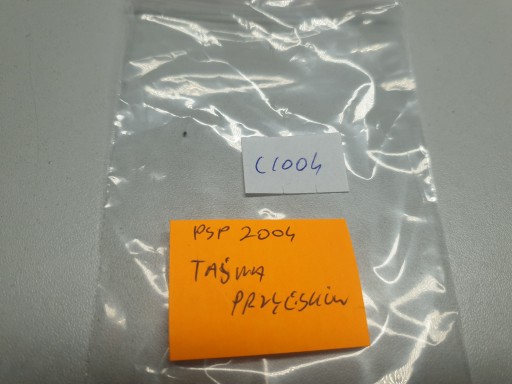 C1004
PSP 2004
TAŚMA
PRZYCISKÓW